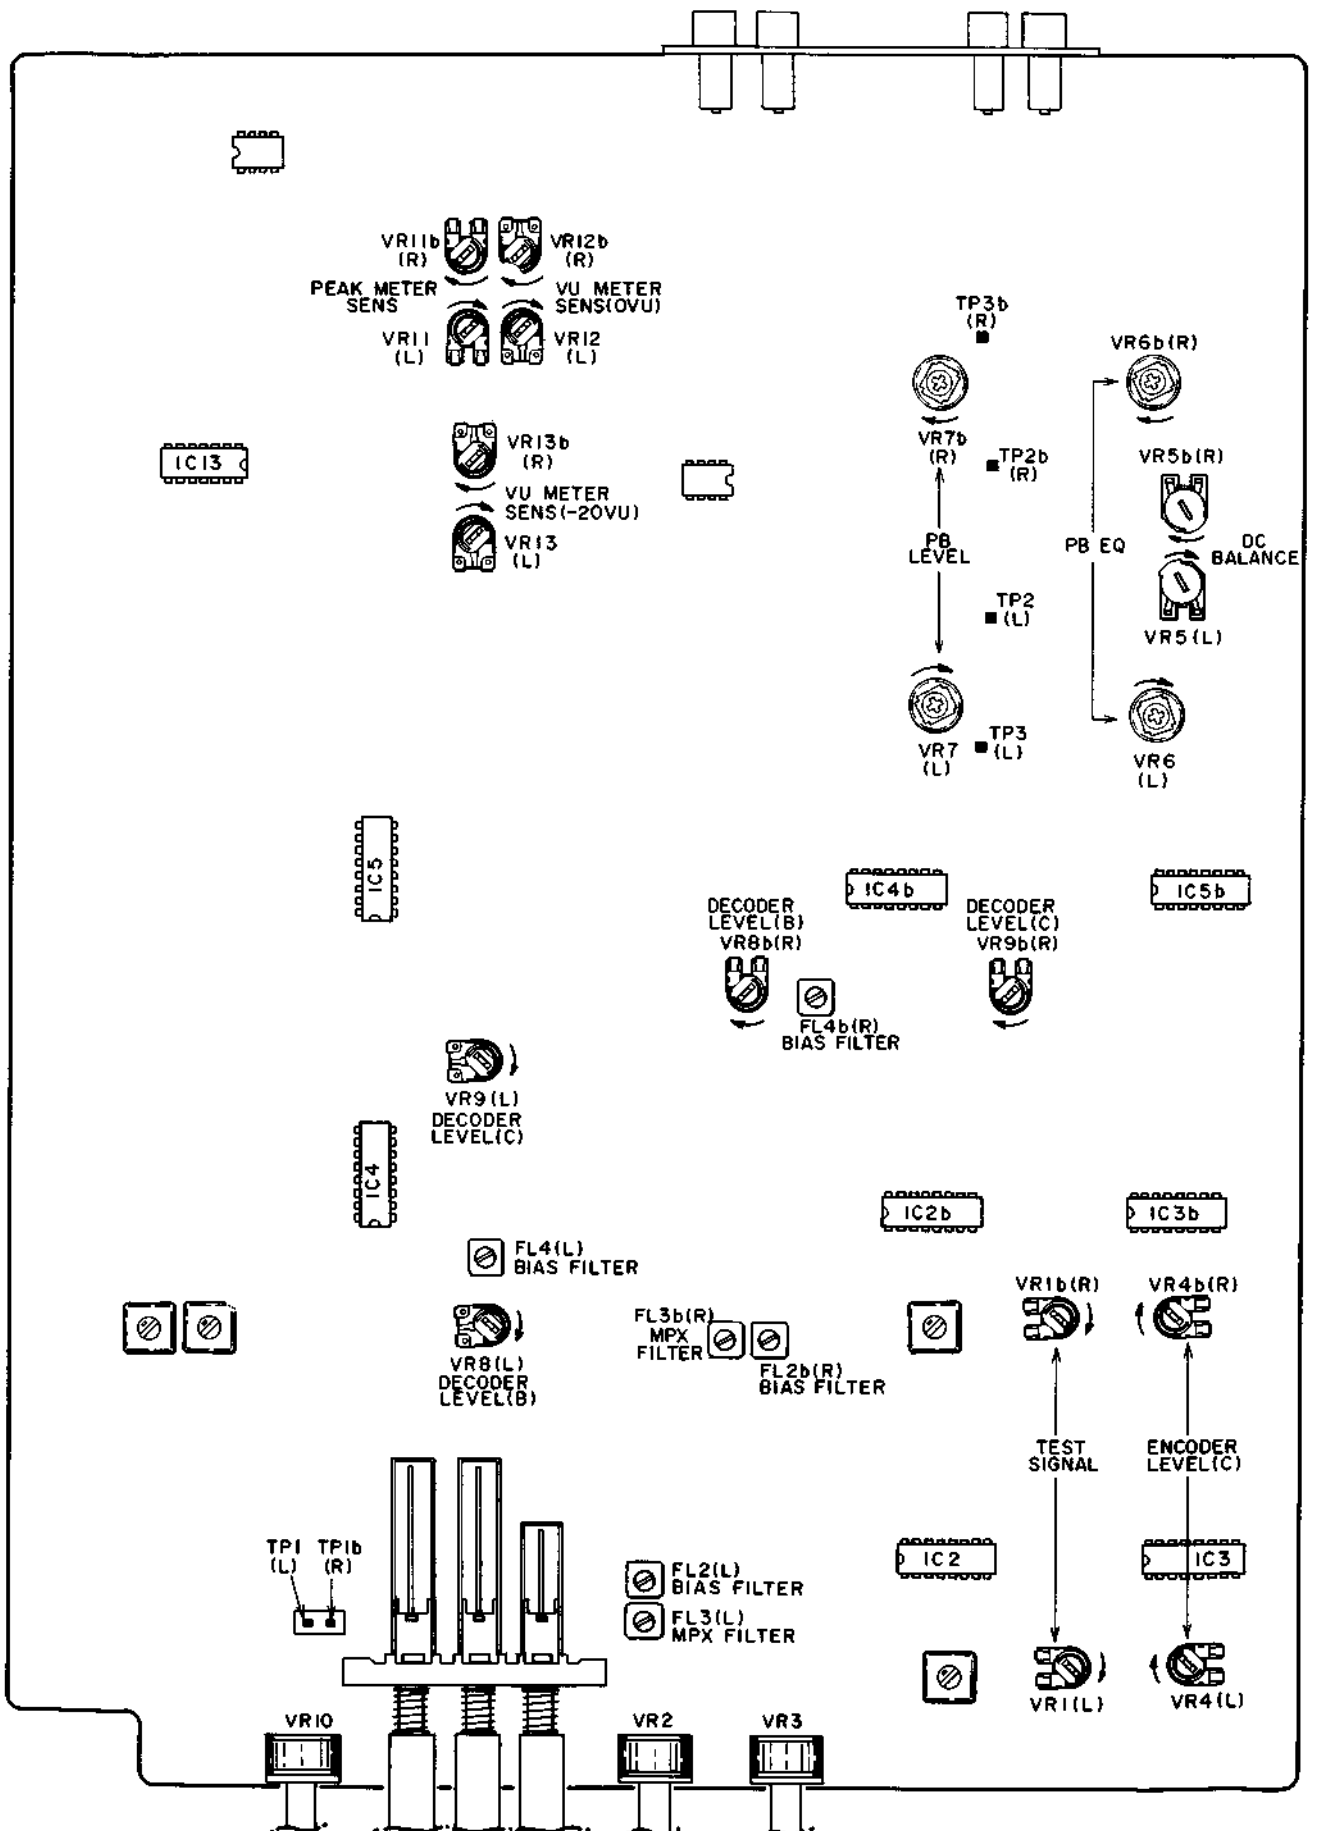 VR11b
(R)
VR12b
(R)
PEAK METER
SENS
VU METER
SENS(0VU)
VR11
(L)
VR12
(L)
TP3b
(R)
VR6b(R)
VR7b
(R)
TP2b
(R)
VR5b(R)
IC13
VR13b
(R)
VU METER
SENS(-20VU)
VR13
(L)
PB
LEVEL
PB EQ
DC
BALANCE
TP2
(L)
VR5(L)
VR7
(L)
TP3
(L)
VR6
(L)
IC5
IC4b
IC5b
DECODER
LEVEL(B)
VR8b(R)
DECODER
LEVEL(C)
VR9b(R)
FL4b(R)
BIAS FILTER
VR9(L)
DECODER
LEVEL(C)
IC4
IC2b
IC3b
FL4(L)
BIAS FILTER
VR1b(R)
VR4b(R)
FL3b(R)
MPX
FILTER
VR8(L)
DECODER
LEVEL(B)
FL2b(R)
BIAS FILTER
TEST
SIGNAL
ENCODER
LEVEL(C)
TP1
(L)
TP1b
(R)
IC2
IC3
FL2(L)
BIAS FILTER
FL3(L)
MPX FILTER
VR1(L)
VR4(L)
VR10
VR2
VR3